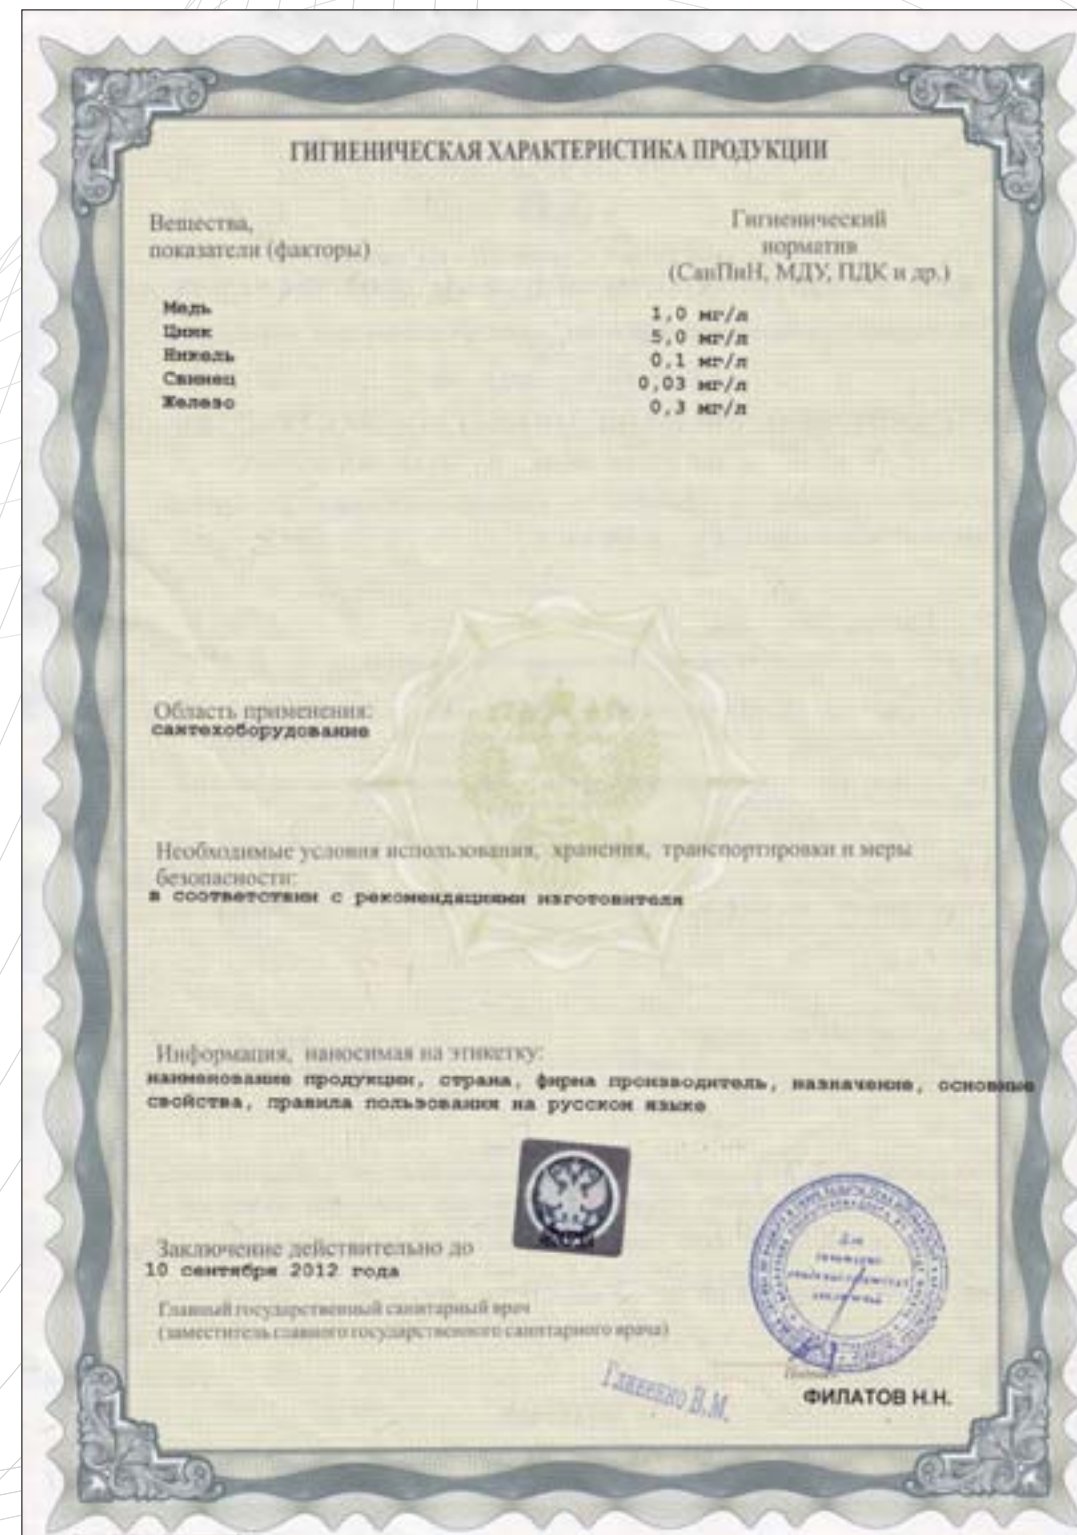 ГИГИЕНИЧЕСКАЯ ХАРАКТЕРИСТИКА ПРОДУКЦИИ
Вещества,
показатели (факторы)
Гигиенический
норматив
(СанПиН, МДУ, ПДК и др.)
Медь 1,0 мг/л
Цинк 5,0 мг/л
Никель 0,1 мг/л
Свинец 0,03 мг/л
Железо 0,3 мг/л
Область применения:
сантехоборудование
Необходимые условия использования, хранения, транспортировки и меры
безопасности:
в соответствии с рекомендациями изготовителя
Информация, наносимая на этикетку:
наименование продукции, страна, фирма производитель, назначение, основные
свойства, правила пользования на русском языке
Заключение действительно до
10 сентября 2012 года
Главный государственный санитарный врач
(заместитель главного государственного санитарного врача)
Для
ФИЛАТОВ Н.Н.